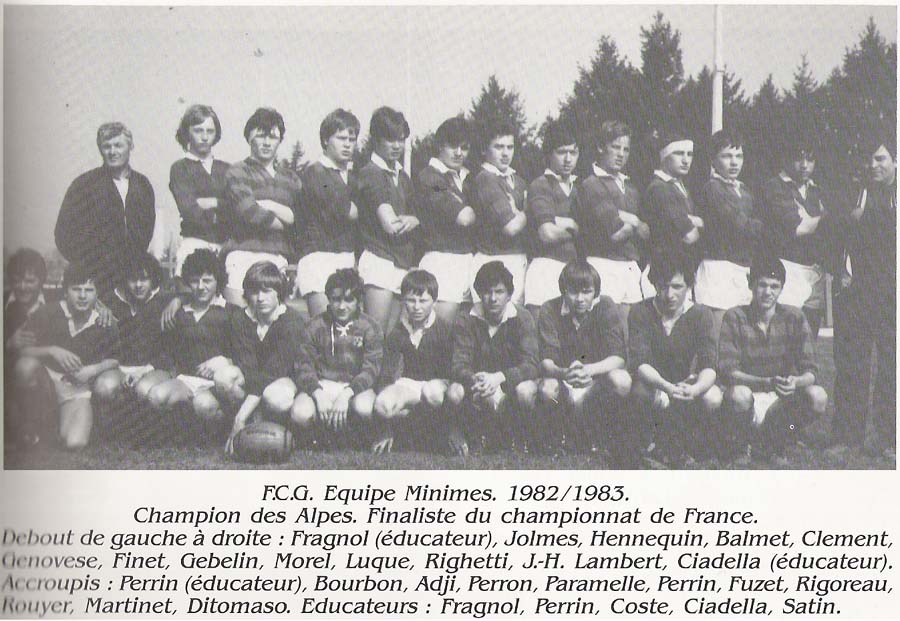 F.C.G. Equipe Minimes. 1982/1983.
Champion des Alpes. Finaliste du championnat de France.
Debout de gauche à droite : Fragnol (éducateur), Jolmes, Hennequin, Balmet, Clement,
Genovese, Finet, Gebelin, Morel, Luque, Righetti, J.-H. Lambert, Ciadella (éducateur).
Accroupis : Perrin (éducateur), Bourbon, Adji, Perron, Paramelle, Perrin, Fuzet, Rigoreau,
Rouyer, Martinet, Ditomaso. Educateurs : Fragnol, Perrin, Coste, Ciadella, Satin.